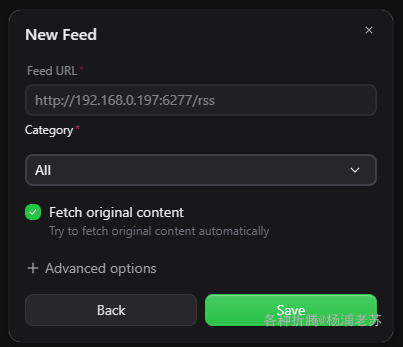 New Feed
Feed URL *
http://192.168.0.197:6277/rss
Category *
All
Fetch original content
Try to fetch original content automatically
Advanced options
Back
Save
各种折腾@杨浦老苏